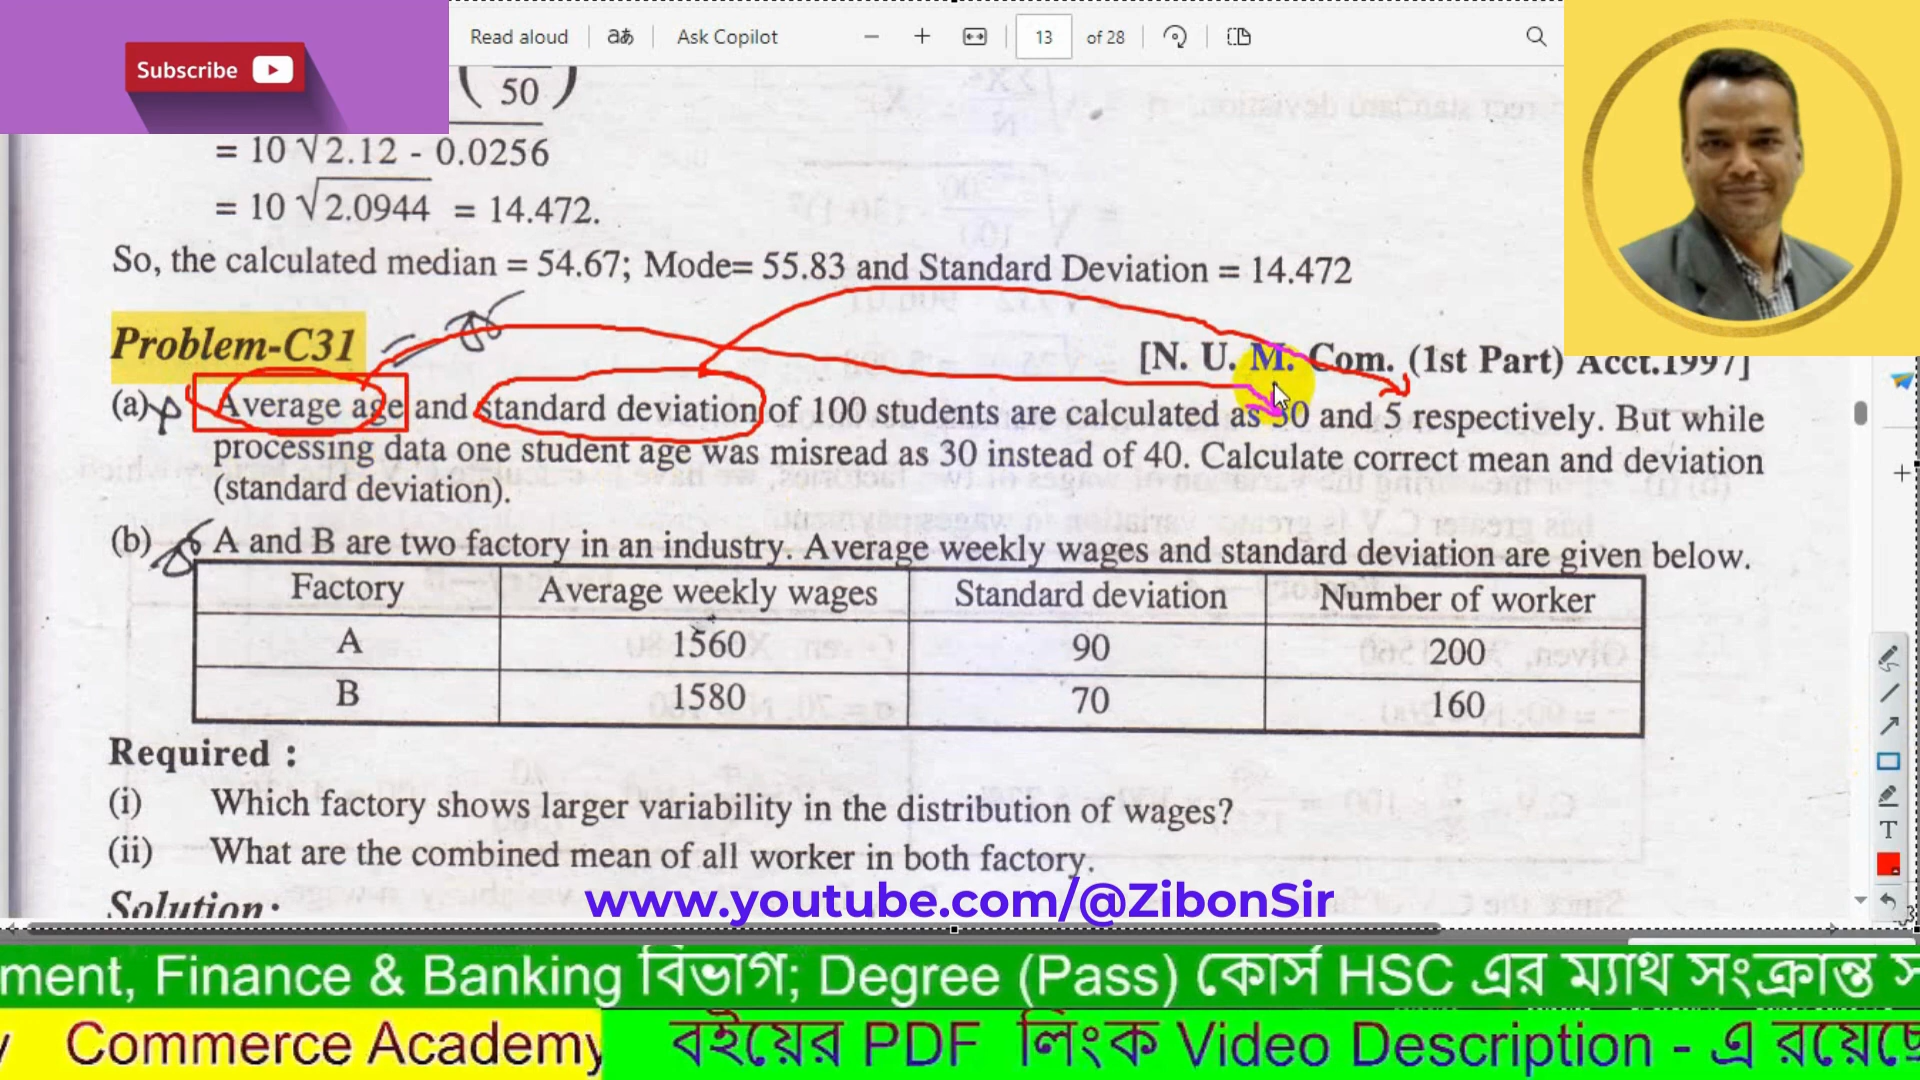 Subscribe
Read aloud aあ Ask Copilot 13 of 28
( 50 )
= 10 √2.12 - 0.0256
= 10 √2.0944 = 14.472.
So, the calculated median = 54.67; Mode= 55.83 and Standard Deviation = 14.472
Problem-C31
[N. U. M. Com. (1st Part) Acct.1997]
(a) Average age and standard deviation of 100 students are calculated as 30 and 5 respectively. But while
processing data one student age was misread as 30 instead of 40. Calculate correct mean and deviation
(standard deviation).
(b) A and B are two factory in an industry. Average weekly wages and standard deviation are given below.
Factory Average weekly wages Standard deviation Number of worker
A 1560 90 200
B 1580 70 160
Required :
(i) Which factory shows larger variability in the distribution of wages?
(ii) What are the combined mean of all worker in both factory.
Solution:
www.youtube.com/@ZibonSir
ment, Finance & Banking বিভাগ; Degree (Pass) কোর্স HSC এর ম্যাথ সংক্রান্ত স
y Commerce Academy বইয়ের PDF লিংক Video Description - এ রয়েছে